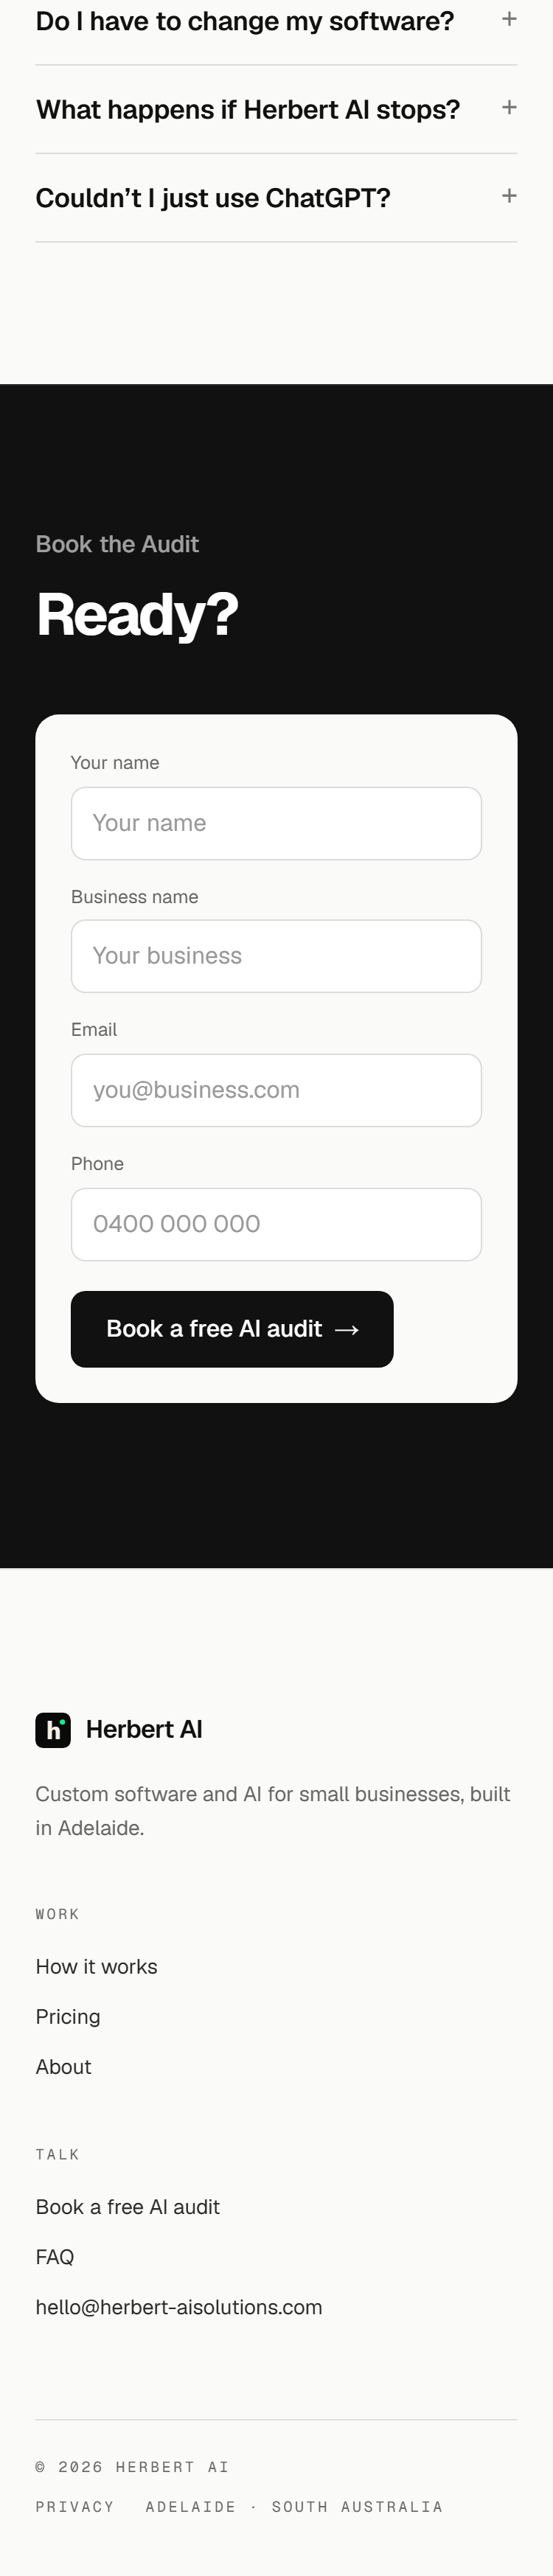 Do I have to change my software? +
What happens if Herbert AI stops? +
Couldn’t I just use ChatGPT? +
Book the Audit
Ready?
Your name
Your name
Business name
Your business
Email
you@business.com
Phone
0400 000 000
Book a free AI audit →
h Herbert AI
Custom software and AI for small businesses, built
in Adelaide.
WORK
How it works
Pricing
About
TALK
Book a free AI audit
FAQ
hello@herbert-aisolutions.com
© 2026 HERBERT AI
PRIVACY ADELAIDE · SOUTH AUSTRALIA